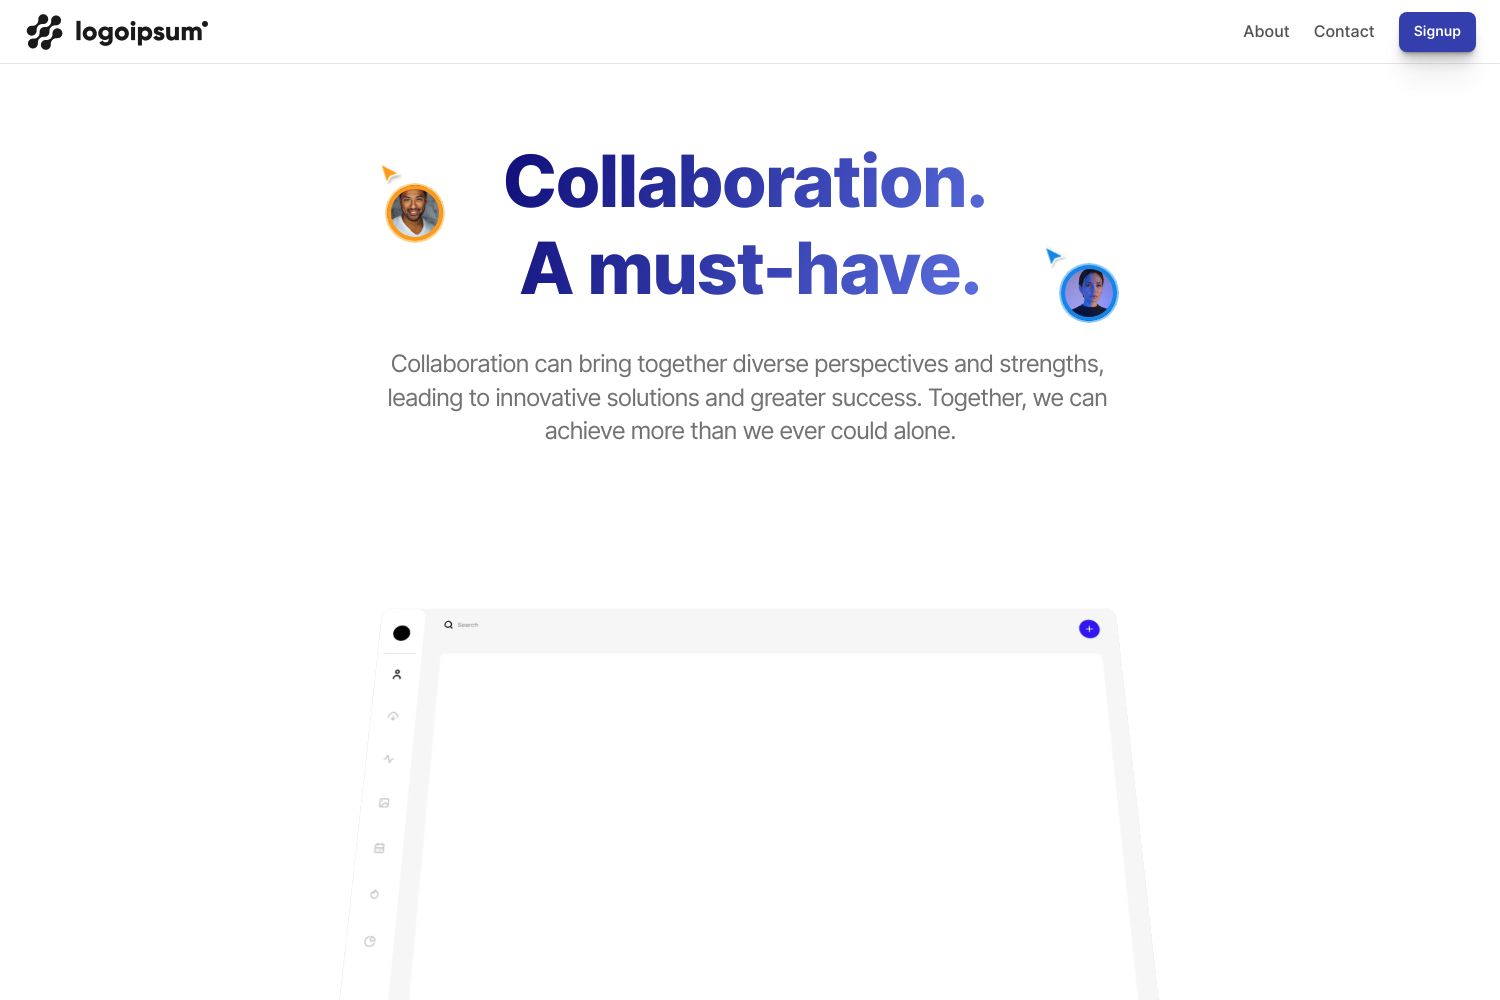 logoipsum
About
Contact
Signup
Collaboration.
A must-have.
Collaboration can bring together diverse perspectives and strengths,
leading to innovative solutions and greater success. Together, we can
achieve more than we ever could alone.
Search